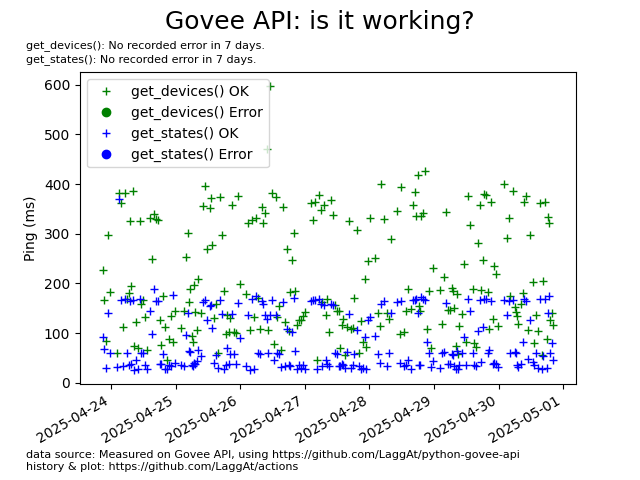 Govee API: is it working?
get_devices(): No recorded error in 7 days.
get_states(): No recorded error in 7 days.
get_devices() OK
get_devices() Error
get_states() OK
get_states() Error
Ping (ms)
600
500
400
300
200
100
0
2025-04-24
2025-04-25
2025-04-26
2025-04-27
2025-04-28
2025-04-29
2025-04-30
2025-05-01
data source: Measured on Govee API, using https://github.com/LaggAt/python-govee-api
history & plot: https://github.com/LaggAt/actions